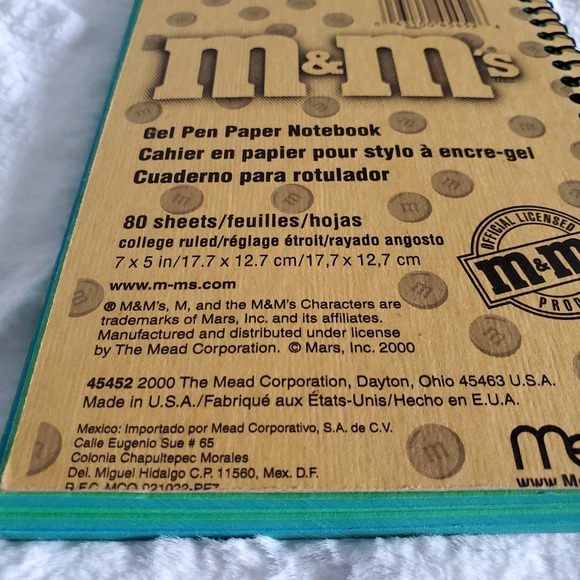 m&m's
Gel Pen Paper Notebook
Cahier en papier pour stylo à encre-gel
Cuaderno para rotulador
80 sheets/feuilles/hojas
college ruled/réglage étroit/rayado angosto
7 x 5 in/17.7 x 12.7 cm/17,7 x 12,7 cm
www.m-ms.com
OFFICIAL LICENSED
m&m
PROD
® M&M's, M, and the M&M's Characters are
trademarks of Mars, Inc. and its affiliates.
Manufactured and distributed under license
by The Mead Corporation. © Mars, Inc. 2000
45452 2000 The Mead Corporation, Dayton, Ohio 45463 U.S.A.
Made in U.S.A./Fabriqué aux États-Unis/Hecho en E.U.A.
Mexico: Importado por Mead Corporativo, S.A. de C.V.
Calle Eugenio Sue # 65
Colonia Chapultepec Morales
Del. Miguel Hidalgo C.P. 11560, Mex. D.F.
Me
www.Me